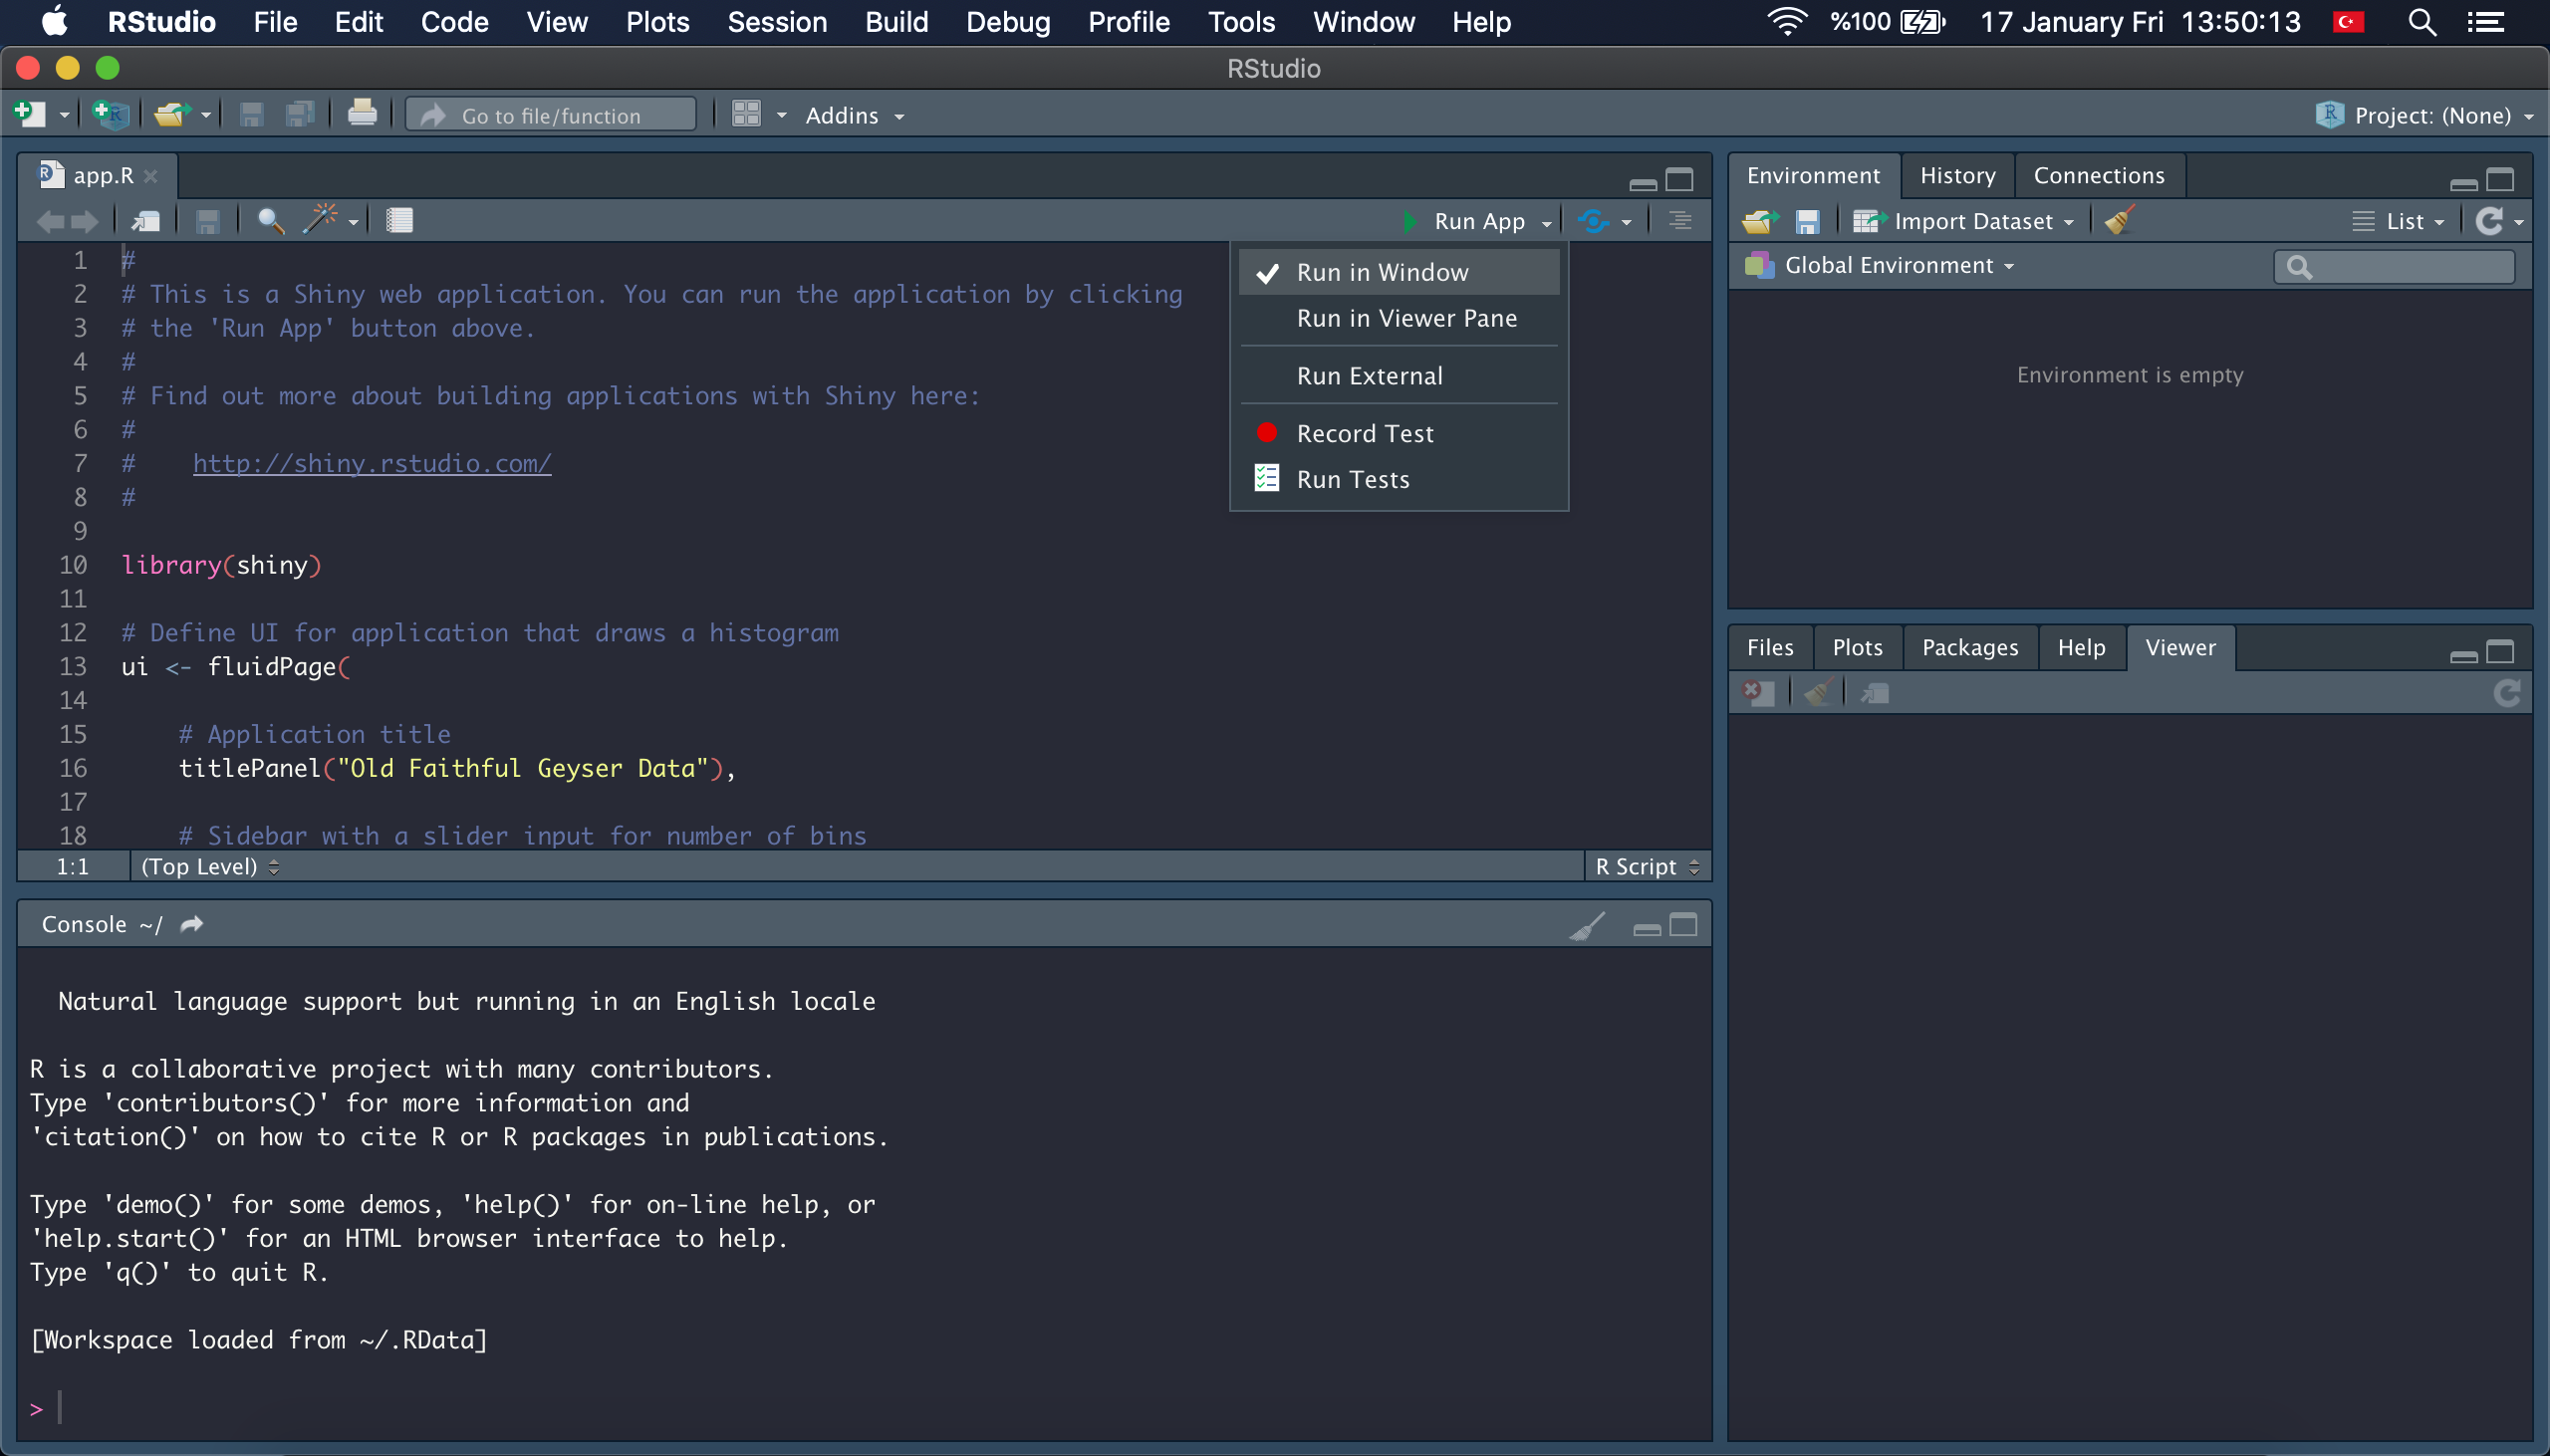 RStudio File Edit Code View Plots Session Build Debug Profile Tools Window Help %100 17 January Fri 13:50:13
RStudio
Go to file/function Addins Project: (None)
app.R
Run App
Run in Window
Run in Viewer Pane
Run External
Record Test
Run Tests
1 #
2 # This is a Shiny web application. You can run the application by clicking
3 # the 'Run App' button above.
4 #
5 # Find out more about building applications with Shiny here:
6 #
7 #    http://shiny.rstudio.com/
8 #
9
10 library(shiny)
11
12 # Define UI for application that draws a histogram
13 ui <- fluidPage(
14
15     # Application title
16     titlePanel("Old Faithful Geyser Data"),
17
18     # Sidebar with a slider input for number of bins
1:1 (Top Level) R Script
Console ~/
Natural language support but running in an English locale
R is a collaborative project with many contributors.
Type 'contributors()' for more information and
'citation()' on how to cite R or R packages in publications.
Type 'demo()' for some demos, 'help()' for on-line help, or
'help.start()' for an HTML browser interface to help.
Type 'q()' to quit R.
[Workspace loaded from ~/.RData]
>
Environment History Connections
Import Dataset List
Global Environment
Environment is empty
Files Plots Packages Help Viewer